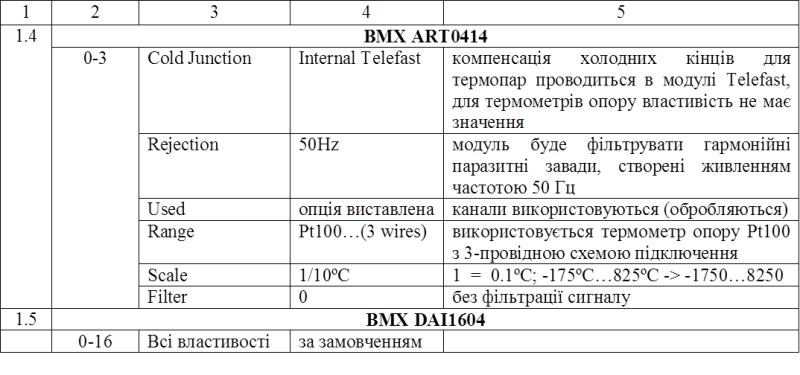 1 2 3 4 5
1.4 BMX ART0414
0-3 Cold Junction Internal Telefast компенсація холодних кінців для
термопар проводиться в модулі Telefast,
для термометрів опору властивість не має
значення
Rejection 50Hz модуль буде фільтрувати гармонійні
паразитні завади, створені живленням
частотою 50 Гц
Used опція виставлена канали використовуються (обробляються)
Range Pt100…(3 wires) використовується термометр опору Pt100
з 3-провідною схемою підключення
Scale 1/10ºC 1 = 0.1ºC; -175ºC…825ºC -> -1750…8250
Filter 0 без фільтрації сигналу
1.5 BMX DAI1604
0-16 Всі властивості за замовченням